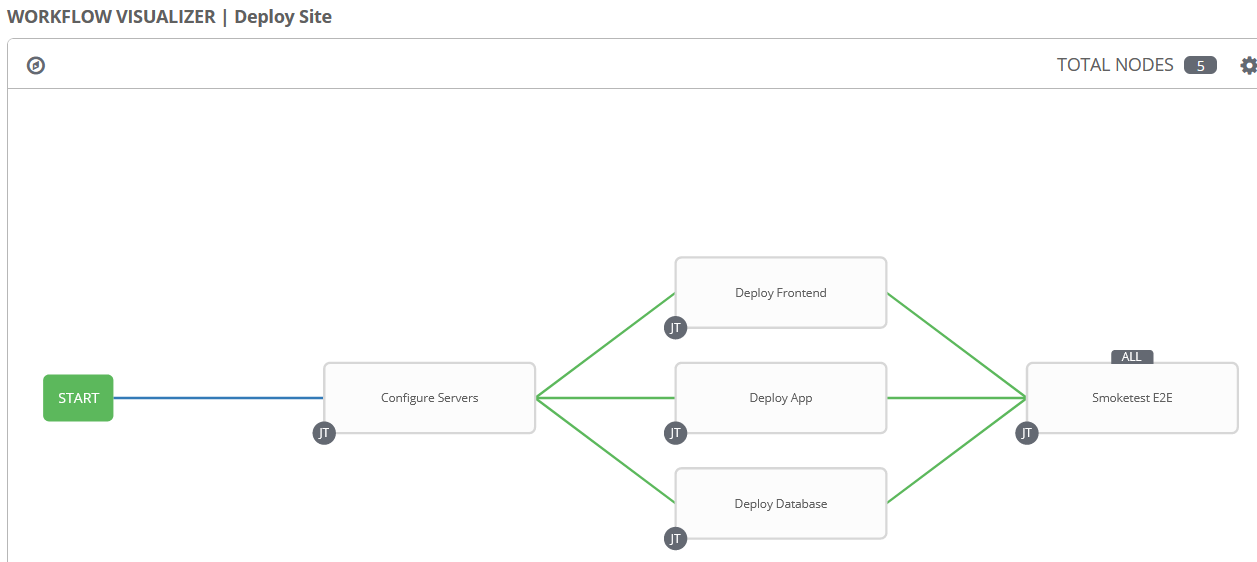 WORKFLOW VISUALIZER | Deploy Site
TOTAL NODES 5
Deploy Frontend
JT
ALL
START
Configure Servers
Deploy App
Smoketest E2E
JT
JT
JT
Deploy Database
JT